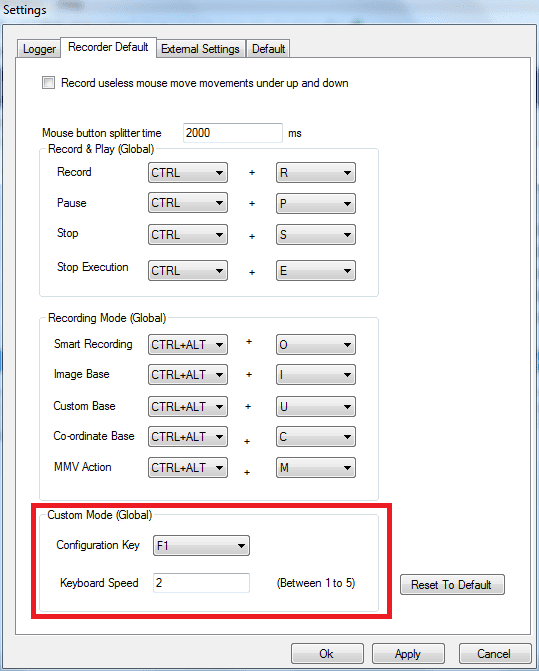 Settings
Logger Recorder Default External Settings Default
Record useless mouse move movements under up and down
Mouse button splitter time 2000 ms
Record & Play (Global)
Record CTRL + R
Pause CTRL + P
Stop CTRL + S
Stop Execution CTRL + E
Recording Mode (Global)
Smart Recording CTRL+ALT + O
Image Base CTRL+ALT + I
Custom Base CTRL+ALT + U
Co-ordinate Base CTRL+ALT + C
MMV Action CTRL+ALT + M
Custom Mode (Global)
Configuration Key F1
Keyboard Speed 2 (Between 1 to 5) Reset To Default
Ok Apply Cancel